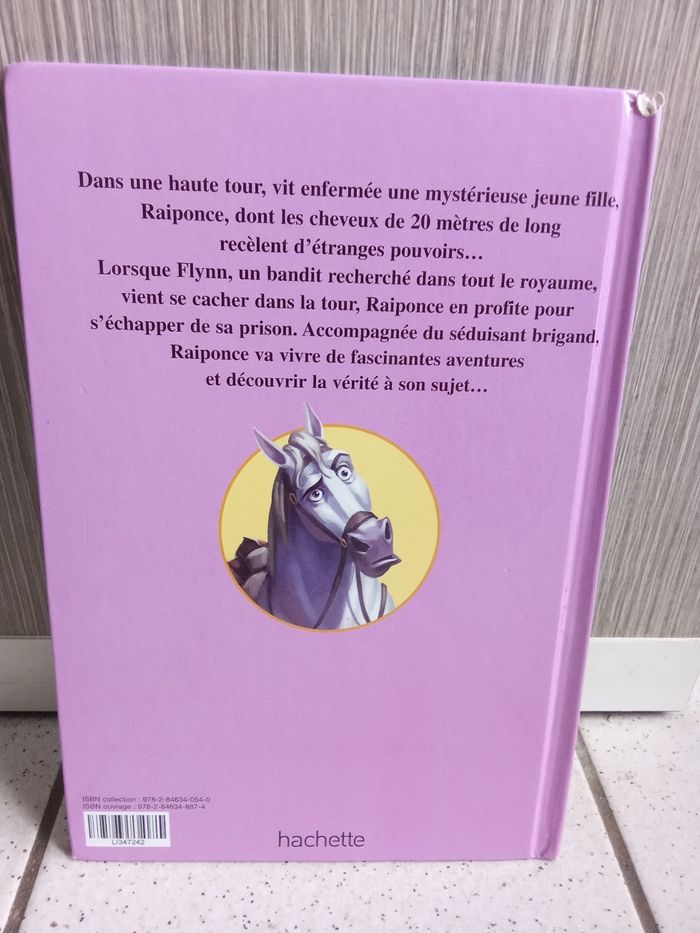 Dans une haute tour, vit enfermée une mystérieuse jeune fille,
Raiponce, dont les cheveux de 20 mètres de long
recèlent d'étranges pouvoirs…
Lorsque Flynn, un bandit recherché dans tout le royaume,
vient se cacher dans la tour, Raiponce en profite pour
s'échapper de sa prison. Accompagnée du séduisant brigand,
Raiponce va vivre de fascinantes aventures
et découvrir la vérité à son sujet…
ISBN collection : 978-2-84634-054-0
ISBN ouvrage : 978-2-84634-887-4
LI347242
hachette